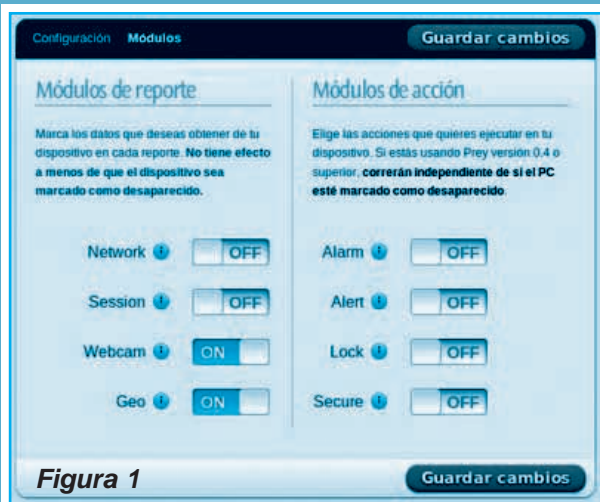 Configuración Módulos Guardar cambios
Módulos de reporte
Marca los datos que deseas obtener de tu
dispositivo en cada reporte. No tiene efecto
a menos de que el dispositivo sea
marcado como desaparecido.
Network OFF
Session OFF
Webcam ON
Geo ON
Módulos de acción
Elige las acciones que quieres ejecutar en tu
dispositivo. Si estás usando Prey versión 0.4 o
superior, correrán independiente de si el PC
esté marcado como desaparecido.
Alarm OFF
Alert OFF
Lock OFF
Secure OFF
Figura 1
Guardar cambios